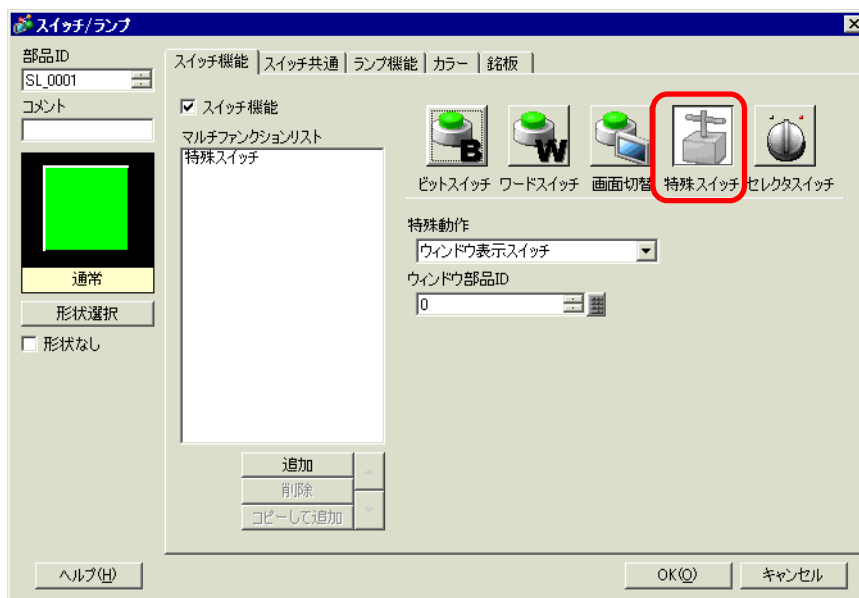 スイッチ/ランプ
部品ID
SL_0001
コメント
通常
形状選択
形状なし
スイッチ機能
スイッチ共通
ランプ機能
カラー
銘板
スイッチ機能
マルチファンクションリスト
特殊スイッチ
追加
削除
コピーして追加
B
W
ビットスイッチ
ワードスイッチ
画面切替
特殊スイッチ
セレクタスイッチ
特殊動作
ウィンドウ表示スイッチ
ウィンドウ部品ID
0
ヘルプ(H)
OK(O)
キャンセル